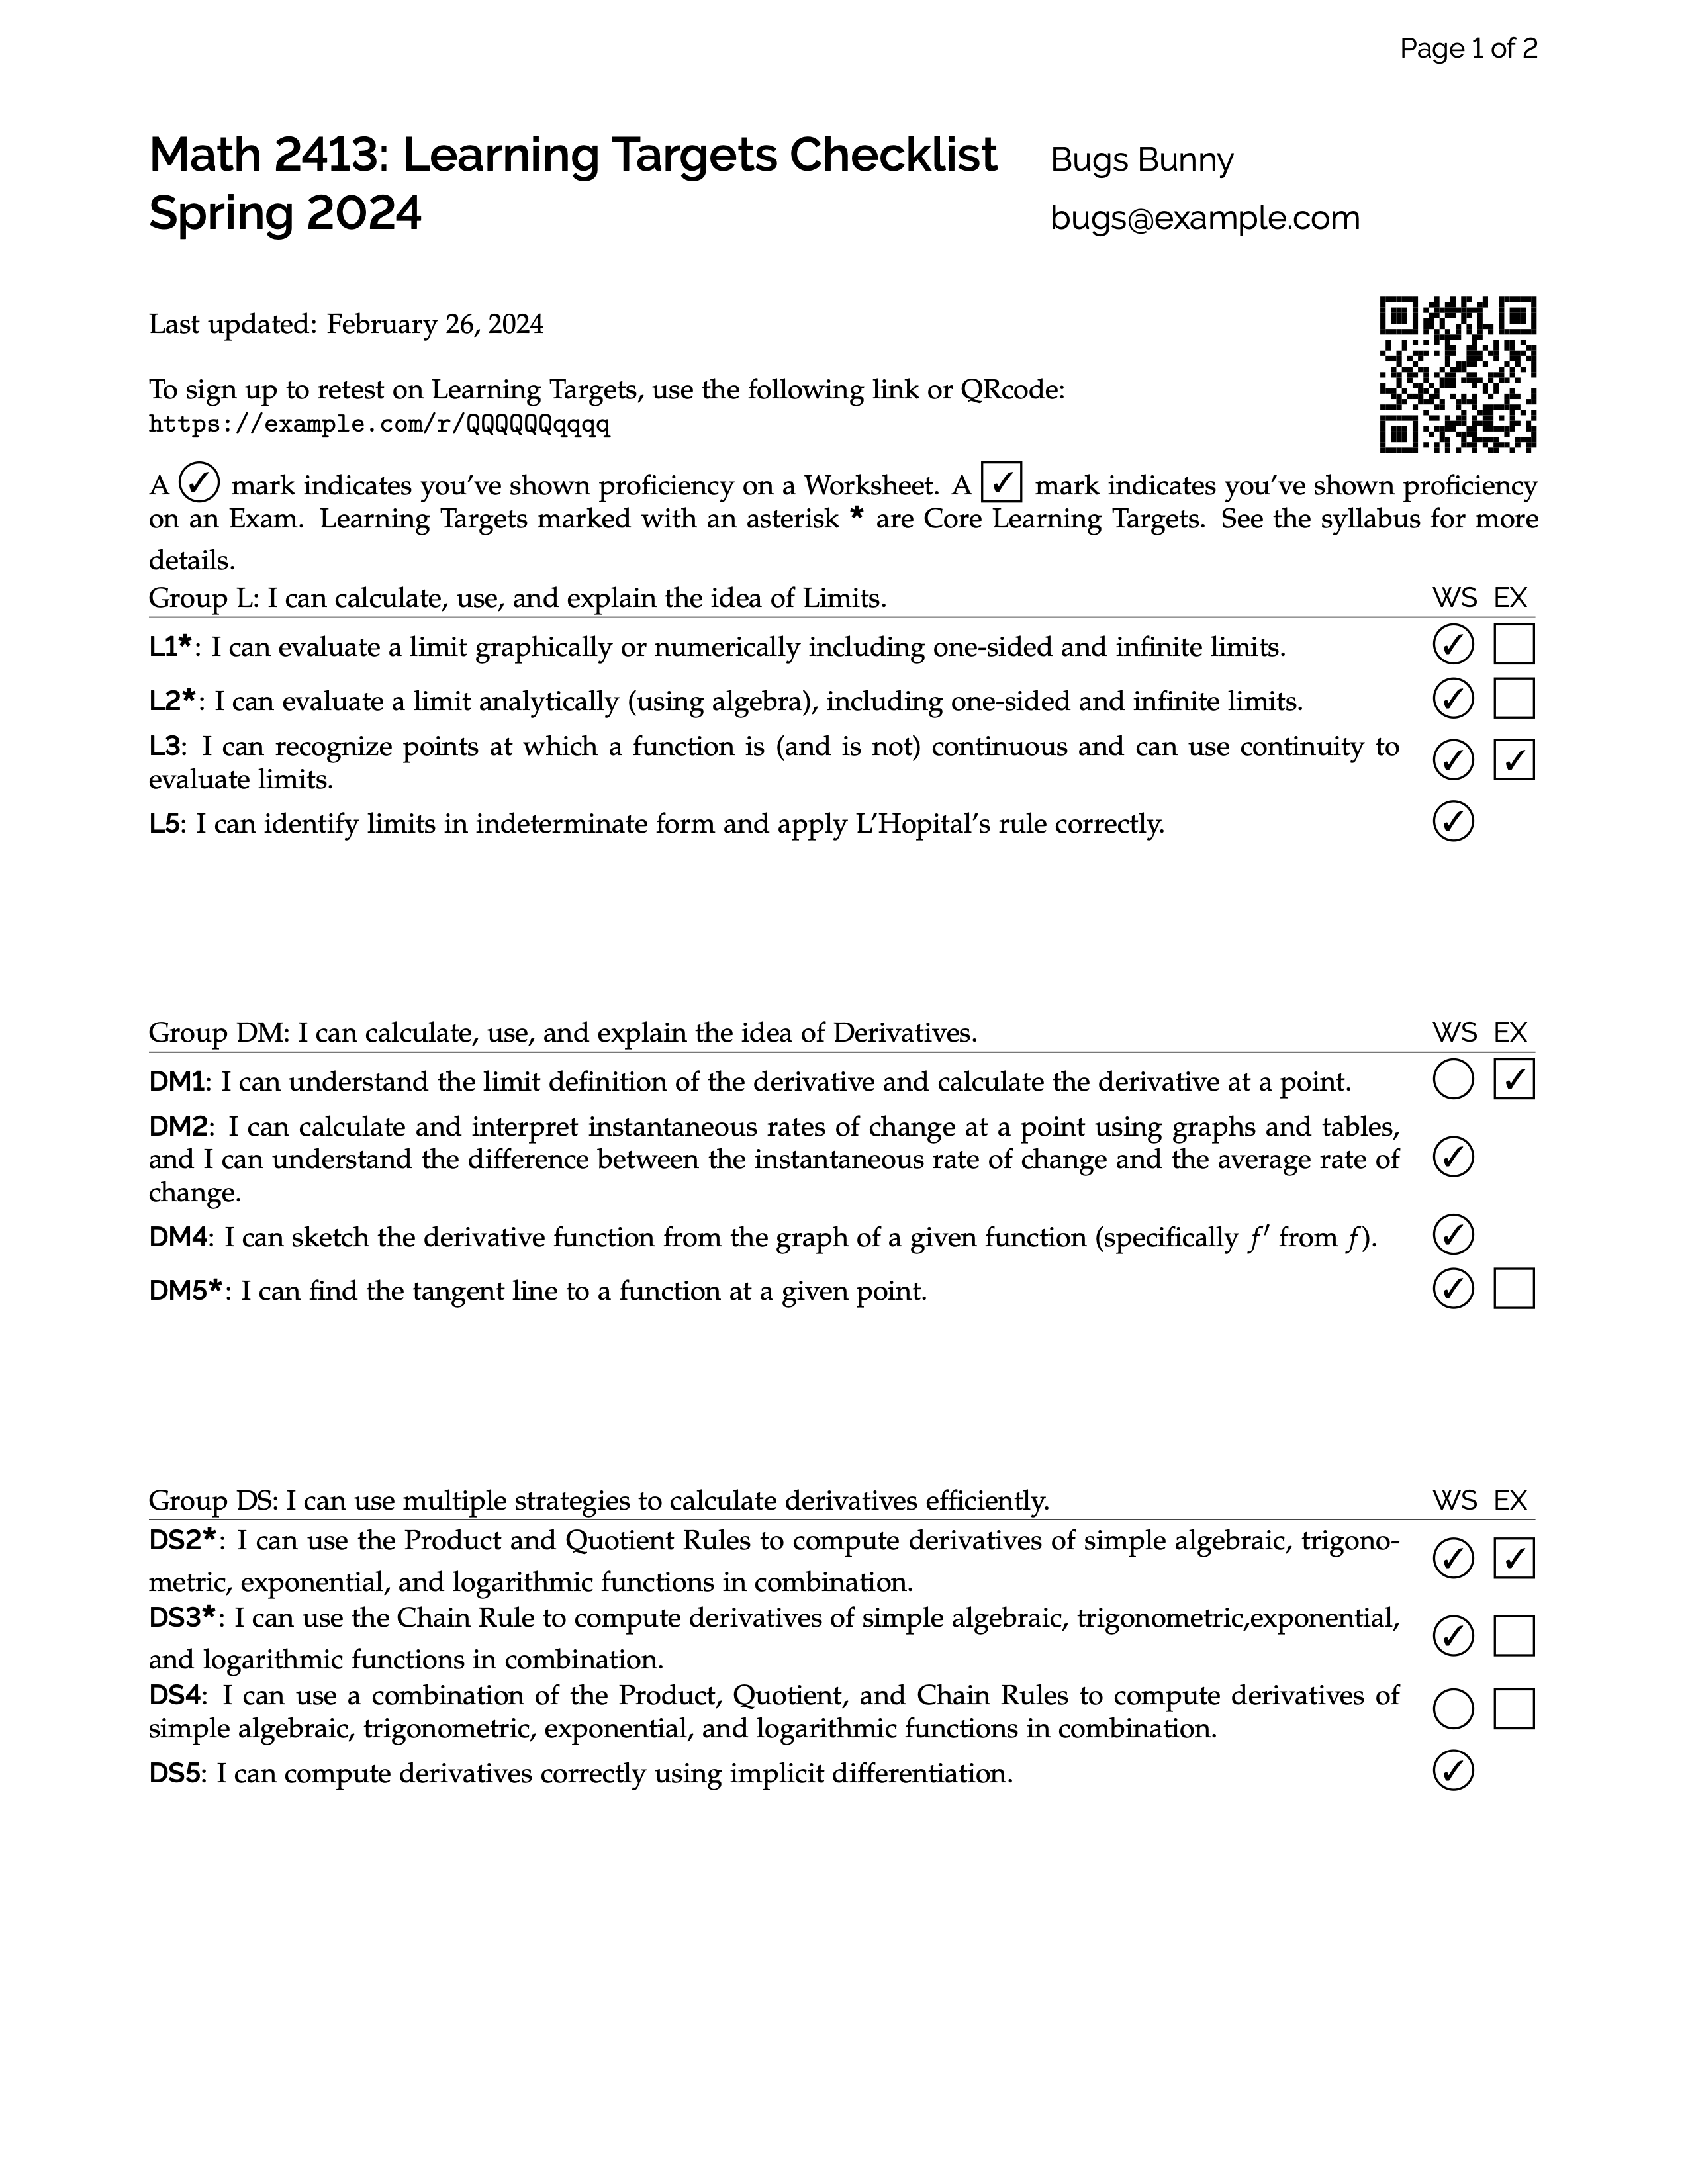 Page 1 of 2
Math 2413: Learning Targets Checklist
Bugs Bunny
Spring 2024
bugs@example.com
Last updated: February 26, 2024
To sign up to retest on Learning Targets, use the following link or QRcode:
https://example.com/r/QQQQQQqqqq
A ✓ mark indicates you've shown proficiency on a Worksheet. A ✓ mark indicates you've shown proficiency
on an Exam. Learning Targets marked with an asterisk * are Core Learning Targets. See the syllabus for more
details.
Group L: I can calculate, use, and explain the idea of Limits. WS EX
L1*: I can evaluate a limit graphically or numerically including one-sided and infinite limits. ✓
L2*: I can evaluate a limit analytically (using algebra), including one-sided and infinite limits. ✓
L3: I can recognize points at which a function is (and is not) continuous and can use continuity to
evaluate limits. ✓ ✓
L5: I can identify limits in indeterminate form and apply L'Hopital's rule correctly. ✓
Group DM: I can calculate, use, and explain the idea of Derivatives. WS EX
DM1: I can understand the limit definition of the derivative and calculate the derivative at a point. ✓
DM2: I can calculate and interpret instantaneous rates of change at a point using graphs and tables,
and I can understand the difference between the instantaneous rate of change and the average rate of ✓
change.
DM4: I can sketch the derivative function from the graph of a given function (specifically f′ from f). ✓
DM5*: I can find the tangent line to a function at a given point. ✓
Group DS: I can use multiple strategies to calculate derivatives efficiently. WS EX
DS2*: I can use the Product and Quotient Rules to compute derivatives of simple algebraic, trigono-
metric, exponential, and logarithmic functions in combination. ✓ ✓
DS3*: I can use the Chain Rule to compute derivatives of simple algebraic, trigonometric,exponential,
and logarithmic functions in combination. ✓
DS4: I can use a combination of the Product, Quotient, and Chain Rules to compute derivatives of
simple algebraic, trigonometric, exponential, and logarithmic functions in combination.
DS5: I can compute derivatives correctly using implicit differentiation. ✓